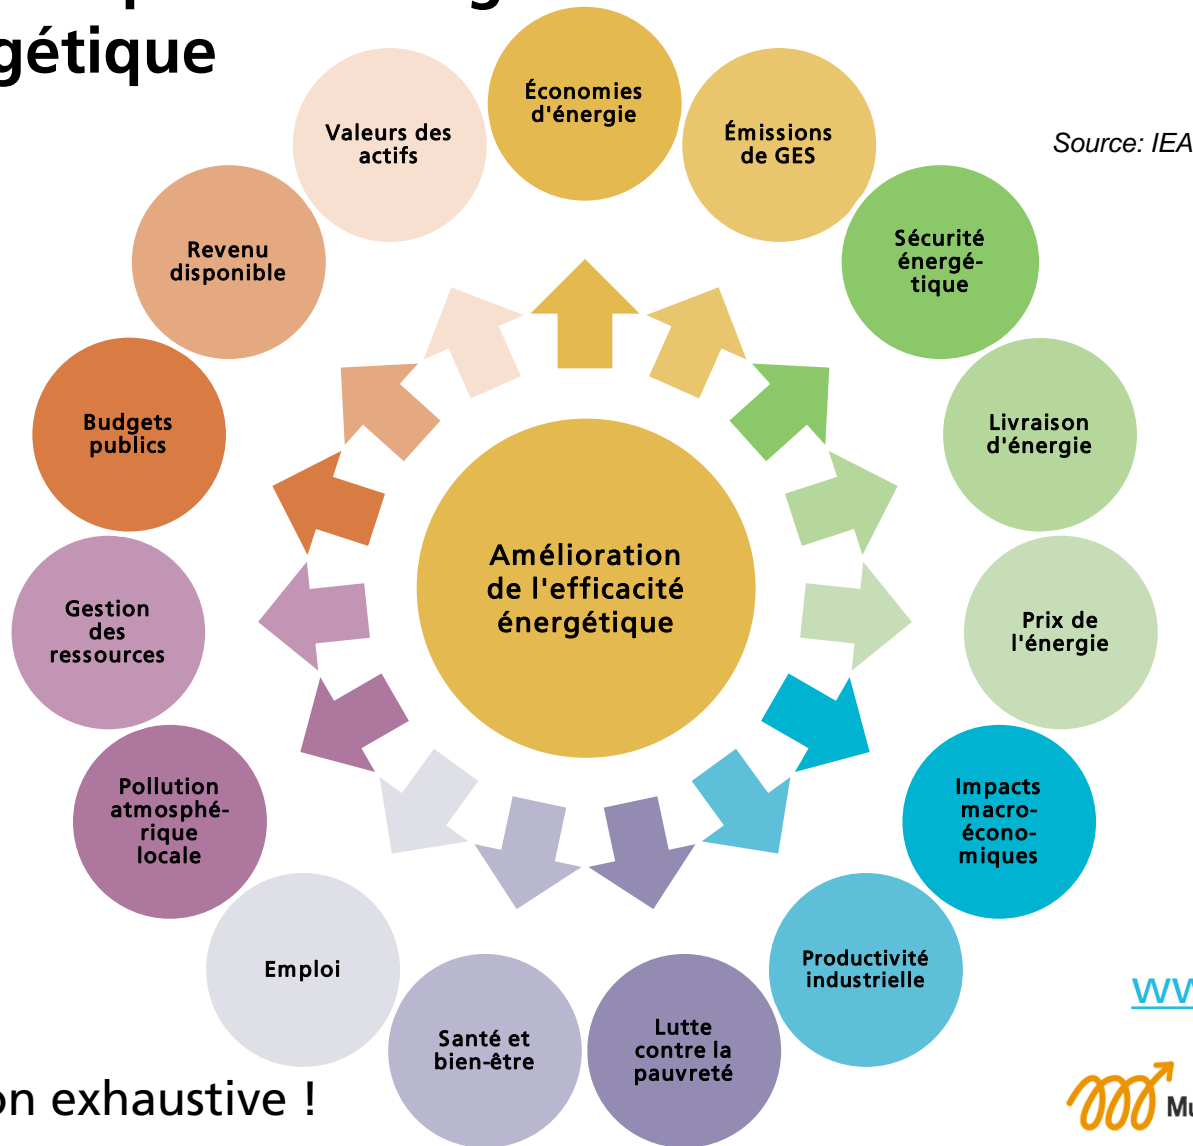 gétique
Économies
d'énergie
Émissions
de GES
Source: IEA
Valeurs des
actifs
Sécurité
énergé-
tique
Revenu
disponible
Livraison
d'énergie
Budgets
publics
Amélioration
de l'efficacité
énergétique
Gestion
des
ressources
Prix de
l'énergie
Pollution
atmosphé-
rique
locale
Impacts
macro-
écono-
miques
Emploi
Productivité
industrielle
Santé et
bien-être
Lutte
contre la
pauvreté
ww
on exhaustive !
Mu